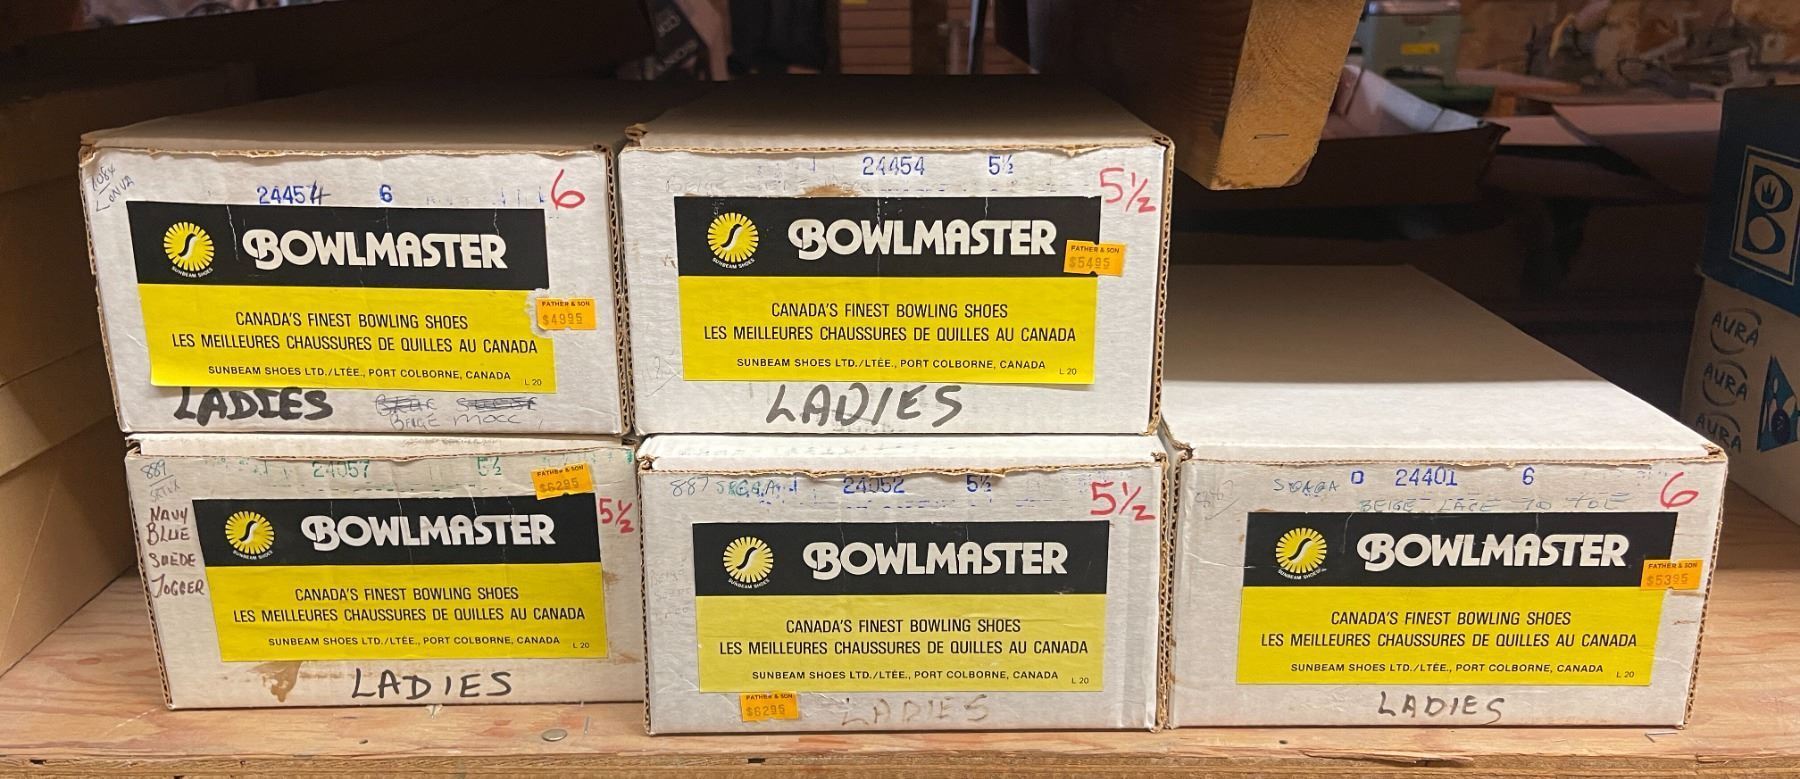 24454 6
6
SUNBEAM SHOES
BOWLMASTER
FATHER & SON
$4995
CANADA'S FINEST BOWLING SHOES
LES MEILLEURES CHAUSSURES DE QUILLES AU CANADA
SUNBEAM SHOES LTD./LTÉE., PORT COLBORNE, CANADA
L 20
LADIES
BEIGE MOCC
24454 5½
5½
SUNBEAM SHOES
BOWLMASTER
FATHER & SON
$5495
CANADA'S FINEST BOWLING SHOES
LES MEILLEURES CHAUSSURES DE QUILLES AU CANADA
SUNBEAM SHOES LTD./LTÉE., PORT COLBORNE, CANADA
L 20
LADIES
889
24057 5½
FATHER & SON
$6295
5½
NAVY
BLUE
SUEDE
JOGGER
SUNBEAM SHOES
BOWLMASTER
CANADA'S FINEST BOWLING SHOES
LES MEILLEURES CHAUSSURES DE QUILLES AU CANADA
SUNBEAM SHOES LTD./LTÉE., PORT COLBORNE, CANADA
L 20
LADIES
887 24052 5½
5½
SUNBEAM SHOES
BOWLMASTER
CANADA'S FINEST BOWLING SHOES
LES MEILLEURES CHAUSSURES DE QUILLES AU CANADA
SUNBEAM SHOES LTD./LTÉE., PORT COLBORNE, CANADA
L 20
FATHER & SON
$6295
LADIES
D 24401 6
6
BEIGE LACE TO TOE
SUNBEAM SHOES
BOWLMASTER
FATHER & SON
$5395
CANADA'S FINEST BOWLING SHOES
LES MEILLEURES CHAUSSURES DE QUILLES AU CANADA
SUNBEAM SHOES LTD./LTÉE., PORT COLBORNE, CANADA
L 20
LADIES
B
AURA
AURA
AURA